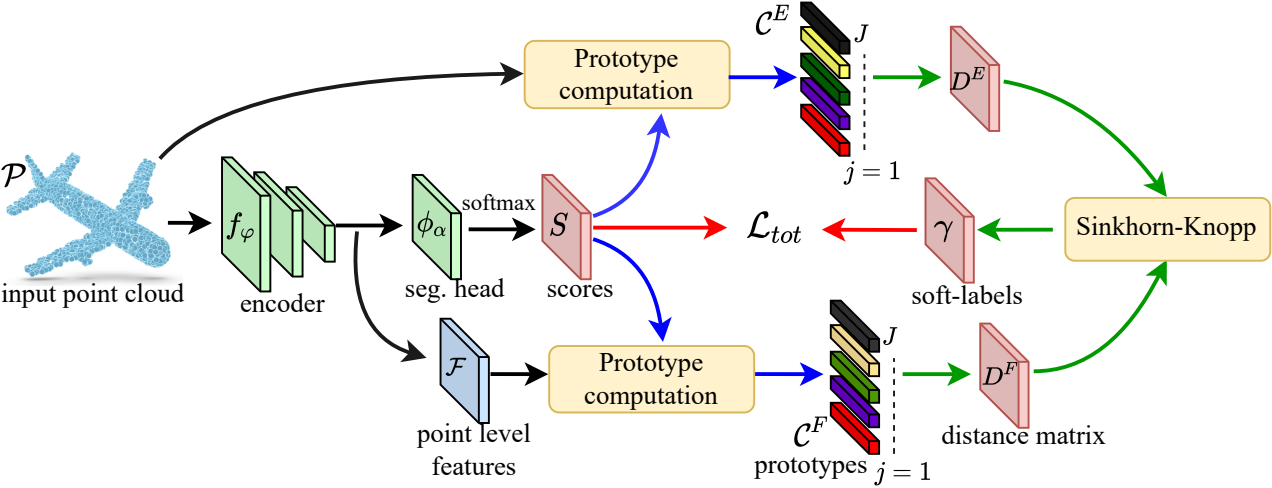 Prototype
computation
𝒞^E
J
j = 1
D^E
𝒫
input point cloud
f_φ
encoder
ϕ_α
seg. head
softmax
S
scores
ℒ_tot
γ
soft-labels
Sinkhorn-Knopp
ℱ
point level
features
Prototype
computation
𝒞^F
prototypes
J
j = 1
D^F
distance matrix